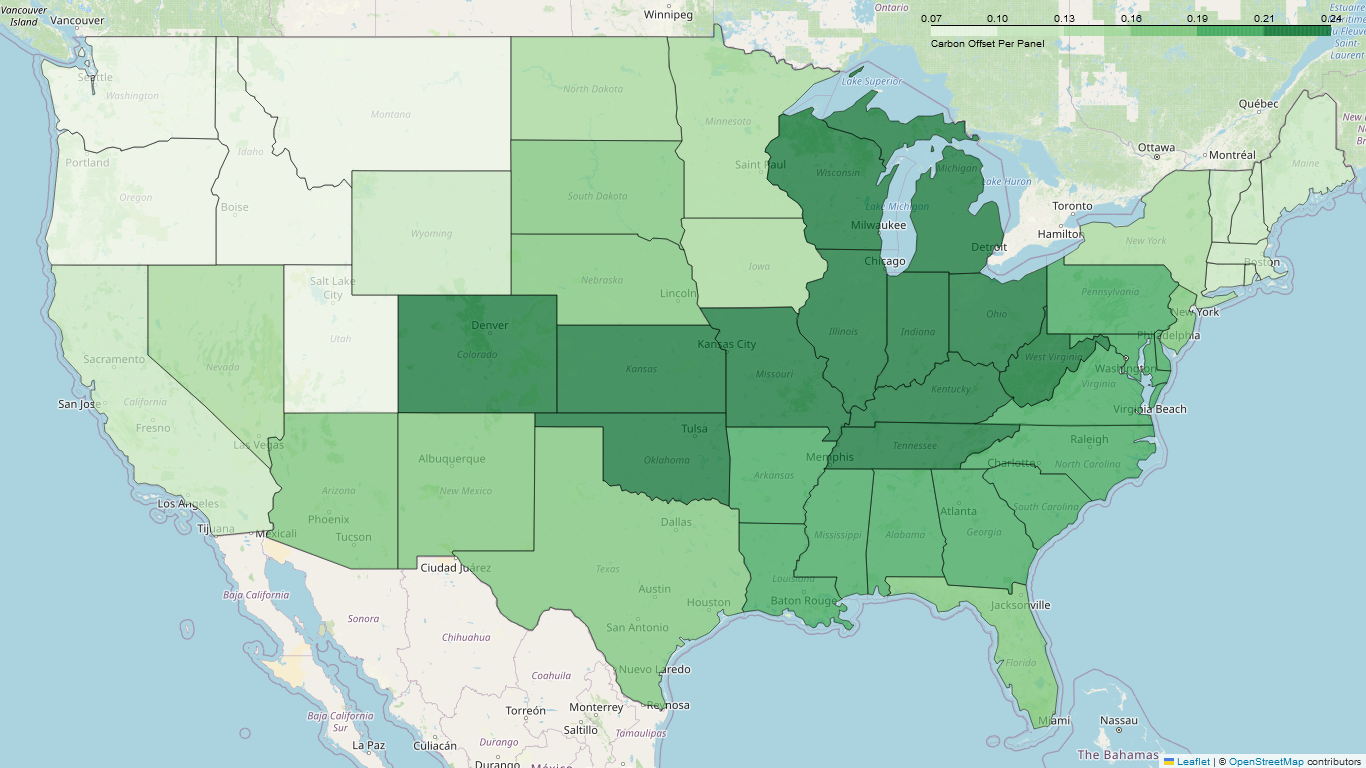 Vancouver
Island
Vancouver
Winnipeg
Ontario
0.07 0.10 0.13 0.16 0.19 0.21 0.24
Carbon Offset Per Panel
Seattle
Washington
Montana
North Dakota
Minnesota
Lake Superior
Québec
Ottawa
Montréal
Portland
Idaho
Saint Paul
Wisconsin
Michigan
Lake Huron
Maine
Oregon
Boise
South Dakota
Lake Michigan
Toronto
Wyoming
Milwaukee
Hamilton
Detroit
New York
Salt Lake
City
Nebraska
Iowa
Chicago
Boston
Lincoln
Pennsylvania
New York
Denver
Ohio
Illinois
Indiana
Philadelphia
Utah
Colorado
Kansas City
Sacramento
Nevada
Kansas
Missouri
West Virginia
Washington
Kentucky
Virginia
San Jose
California
Virginia Beach
Fresno
Las Vegas
Tulsa
Tennessee
Raleigh
Albuquerque
Oklahoma
Memphis
Charlotte
North Carolina
Arizona
New Mexico
Arkansas
Los Angeles
Phoenix
Atlanta
South Carolina
Tijuana
Mexicali
Tucson
Dallas
Mississippi
Alabama
Georgia
Ciudad Juárez
Texas
Louisiana
Baja California
Austin
Houston
Baton Rouge
Jacksonville
Sonora
San Antonio
Chihuahua
Nuevo Laredo
Florida
Coahuila
Baja California
Sur
Torreón
Monterrey
Reynosa
Miami
Nassau
Saltillo
Tamaulipas
La Paz
Culiacán
Durango
The Bahamas
Durango
México
Leaflet | © OpenStreetMap contributors